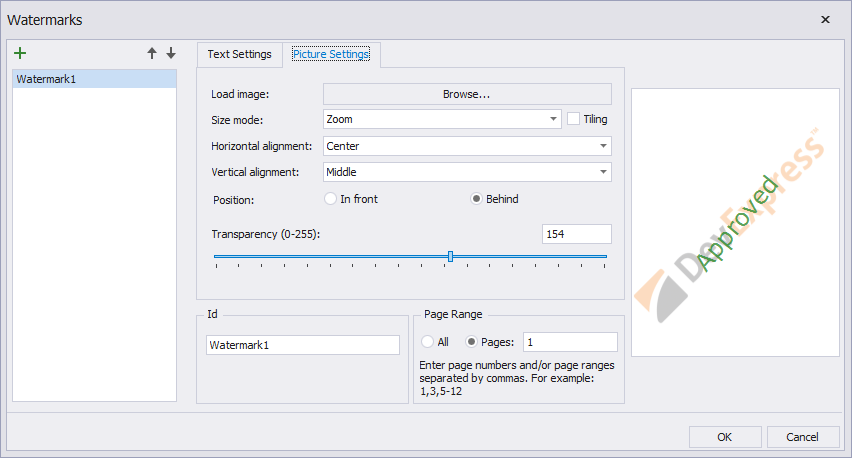 Watermarks
Watermark1
Text Settings
Picture Settings
Load image:
Browse...
Size mode:
Zoom
Tiling
Horizontal alignment:
Center
Vertical alignment:
Middle
Position:
In front
Behind
Transparency (0-255):
154
Id
Watermark1
Page Range
All
Pages:
1
Enter page numbers and/or page ranges
separated by commas. For example:
1,3,5-12
DevExpress™
Approved
OK
Cancel